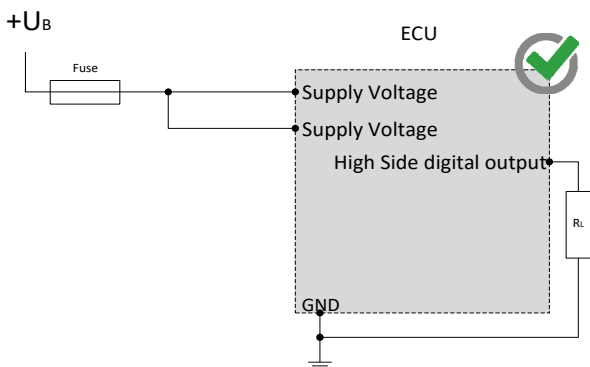 +UB
ECU
Fuse
Supply Voltage
Supply Voltage
High Side digital output
RL
GND